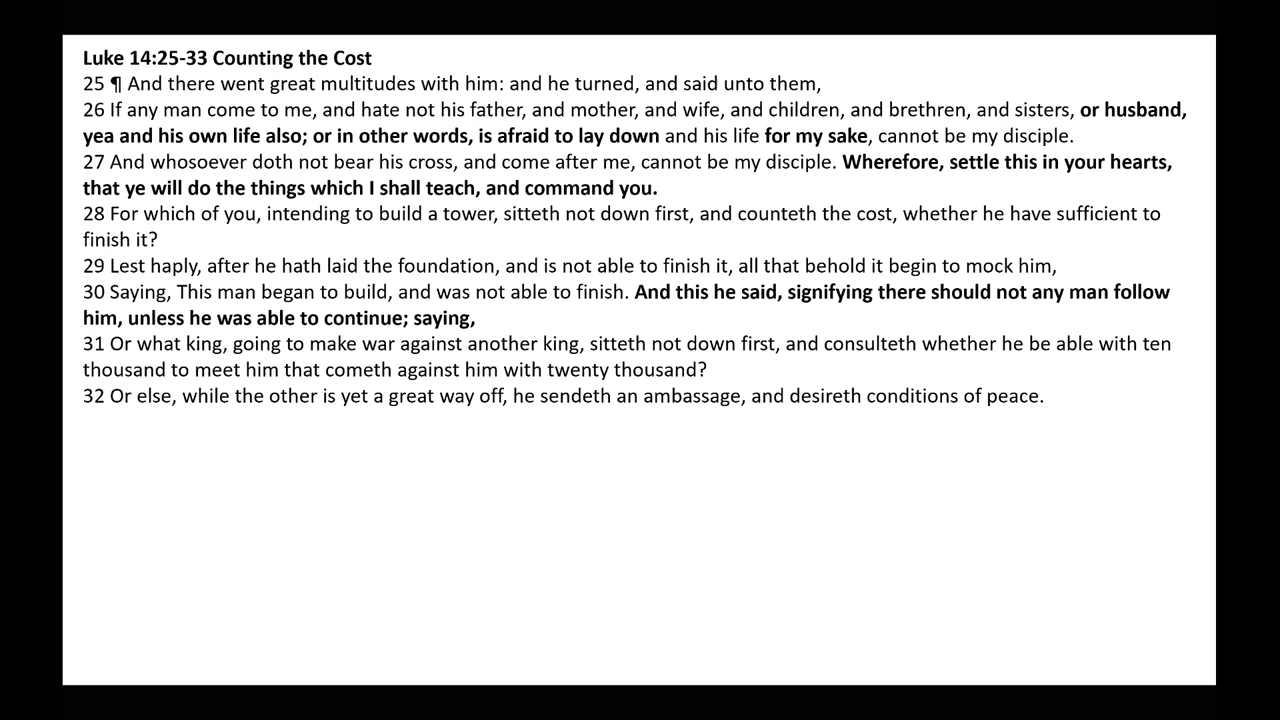 Luke 14:25-33 Counting the Cost
25 ¶ And there went great multitudes with him: and he turned, and said unto them,
26 If any man come to me, and hate not his father, and mother, and wife, and children, and brethren, and sisters, or husband,
yea and his own life also; or in other words, is afraid to lay down and his life for my sake, cannot be my disciple.
27 And whosoever doth not bear his cross, and come after me, cannot be my disciple. Wherefore, settle this in your hearts,
that ye will do the things which I shall teach, and command you.
28 For which of you, intending to build a tower, sitteth not down first, and counteth the cost, whether he have sufficient to
finish it?
29 Lest haply, after he hath laid the foundation, and is not able to finish it, all that behold it begin to mock him,
30 Saying, This man began to build, and was not able to finish. And this he said, signifying there should not any man follow
him, unless he was able to continue; saying,
31 Or what king, going to make war against another king, sitteth not down first, and consulteth whether he be able with ten
thousand to meet him that cometh against him with twenty thousand?
32 Or else, while the other is yet a great way off, he sendeth an ambassage, and desireth conditions of peace.